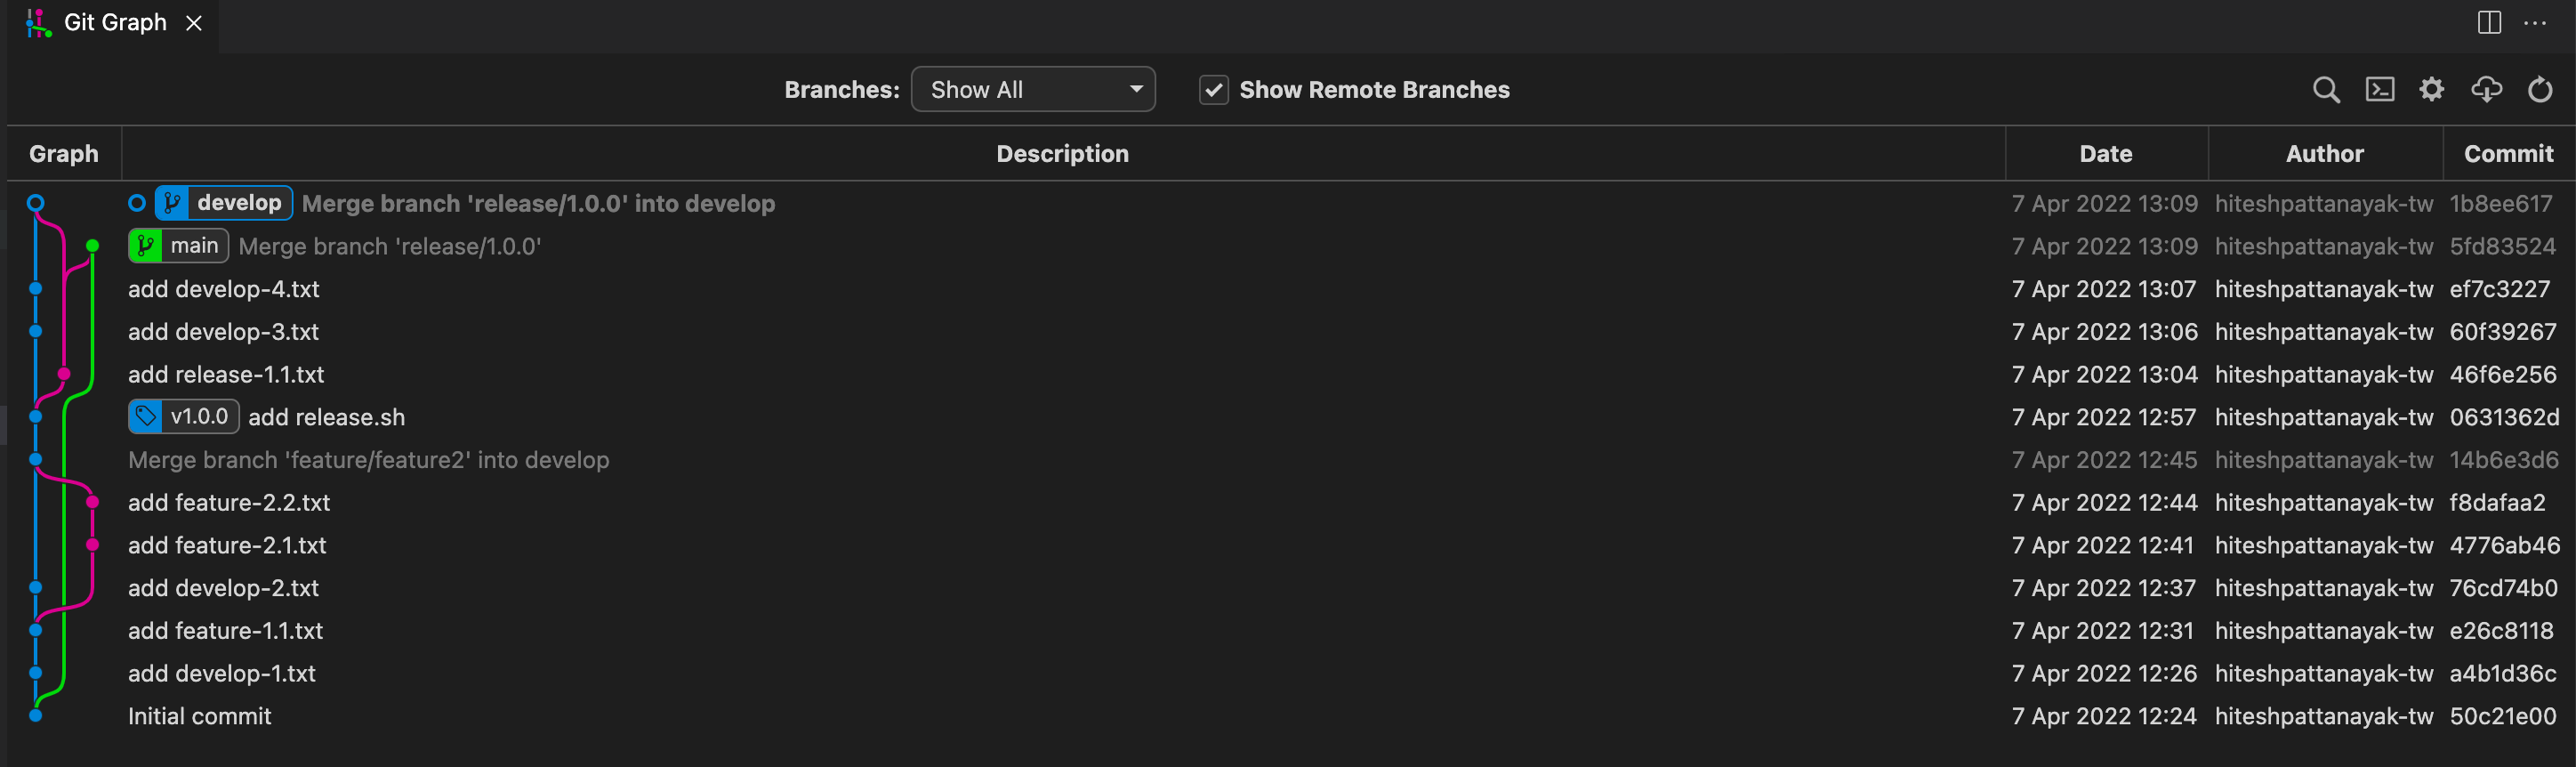 Git Graph
Branches: Show All Show Remote Branches
Graph Description Date Author Commit
develop Merge branch 'release/1.0.0' into develop 7 Apr 2022 13:09 hiteshpattanayak-tw 1b8ee617
main Merge branch 'release/1.0.0' 7 Apr 2022 13:09 hiteshpattanayak-tw 5fd83524
add develop-4.txt 7 Apr 2022 13:07 hiteshpattanayak-tw ef7c3227
add develop-3.txt 7 Apr 2022 13:06 hiteshpattanayak-tw 60f39267
add release-1.1.txt 7 Apr 2022 13:04 hiteshpattanayak-tw 46f6e256
v1.0.0 add release.sh 7 Apr 2022 12:57 hiteshpattanayak-tw 0631362d
Merge branch 'feature/feature2' into develop 7 Apr 2022 12:45 hiteshpattanayak-tw 14b6e3d6
add feature-2.2.txt 7 Apr 2022 12:44 hiteshpattanayak-tw f8dafaa2
add feature-2.1.txt 7 Apr 2022 12:41 hiteshpattanayak-tw 4776ab46
add develop-2.txt 7 Apr 2022 12:37 hiteshpattanayak-tw 76cd74b0
add feature-1.1.txt 7 Apr 2022 12:31 hiteshpattanayak-tw e26c8118
add develop-1.txt 7 Apr 2022 12:26 hiteshpattanayak-tw a4b1d36c
Initial commit 7 Apr 2022 12:24 hiteshpattanayak-tw 50c21e00